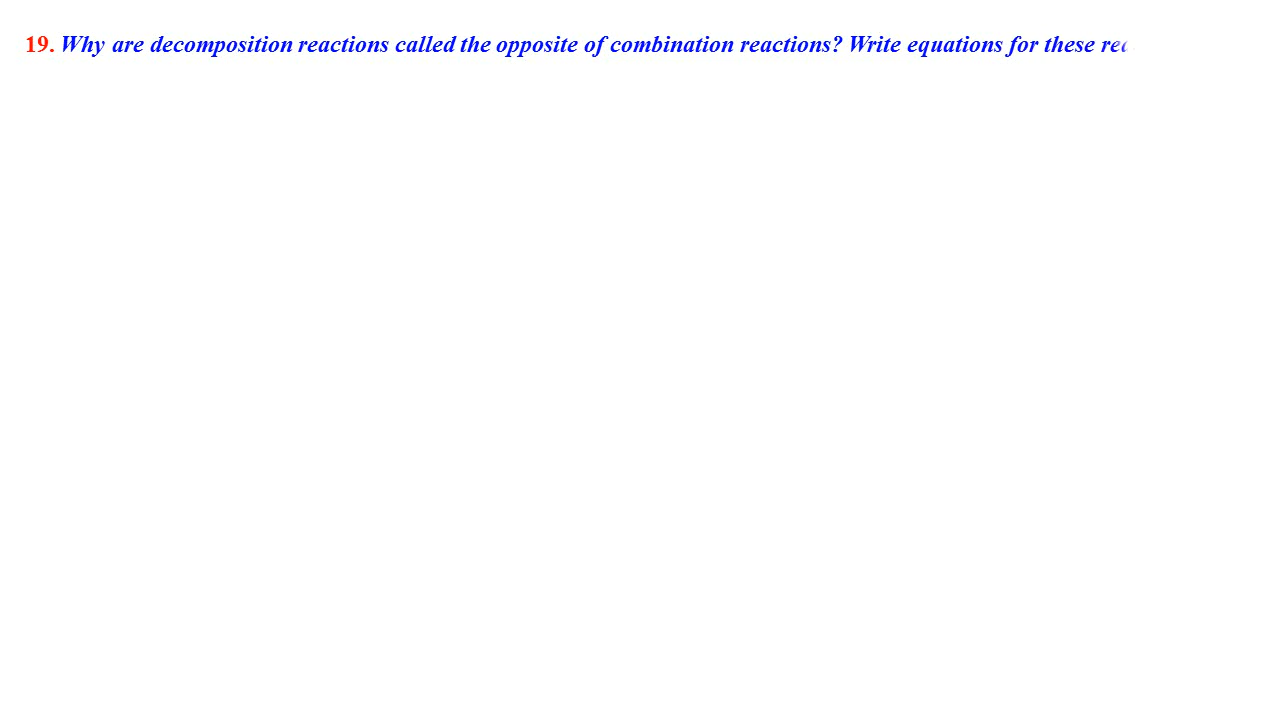 19. Why are decomposition reactions called the opposite of combination reactions? Write equations for these